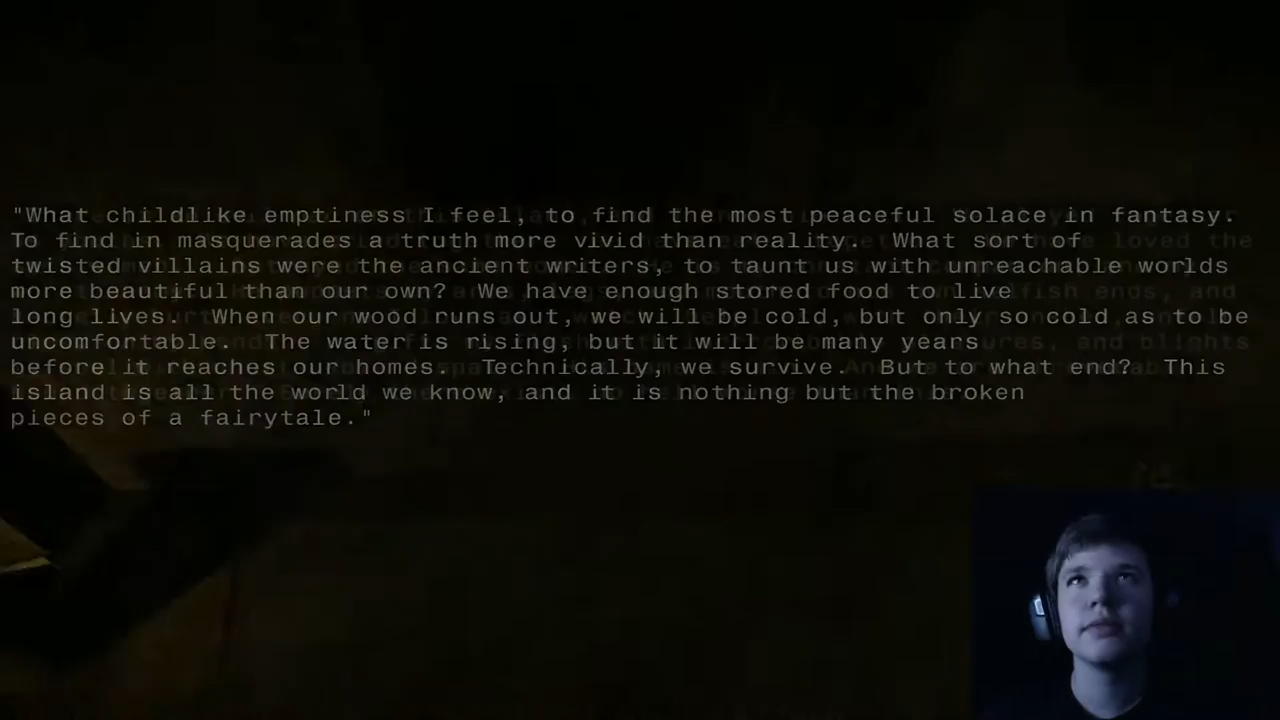 "What childlike emptiness I feel, to find the most peaceful solace in fantasy.
To find in masquerades a truth more vivid than reality.  What sort of
twisted villains were the ancient writers, to taunt us with unreachable worlds
more beautiful than our own?  We have enough stored food to live
long lives.  When our wood runs out, we will be cold, but only so cold as to be
uncomfortable.  The water is rising, but it will be many years
before it reaches our homes.  Technically, we survive.  But to what end?  This
island is all the world we know, and it is nothing but the broken
pieces of a fairytale."